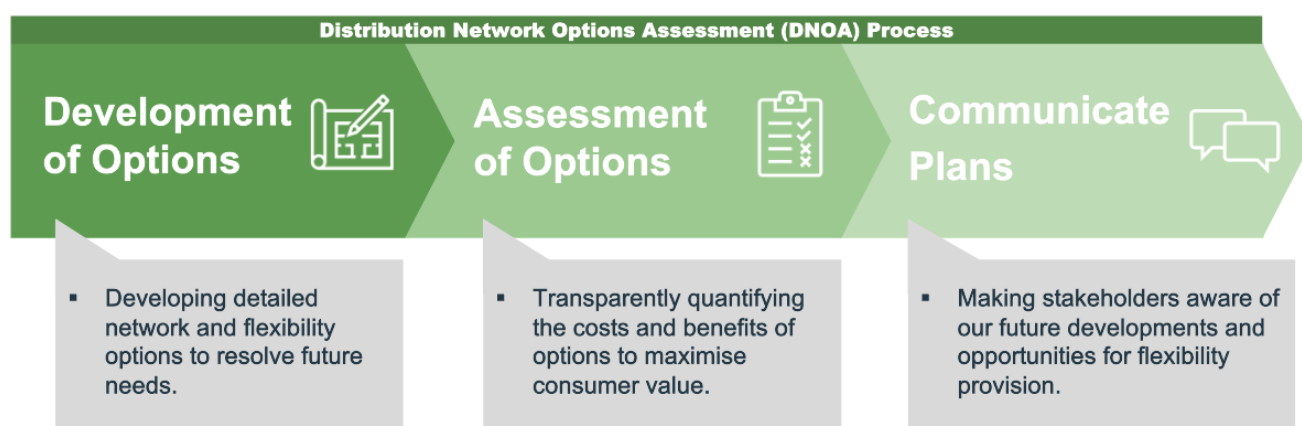 Distribution Network Options Assessment (DNOA) Process
Development
of Options
Assessment
of Options
Communicate
Plans
▪ Developing detailed
network and flexibility
options to resolve future
needs.
▪ Transparently quantifying
the costs and benefits of
options to maximise
consumer value.
▪ Making stakeholders aware of
our future developments and
opportunities for flexibility
provision.